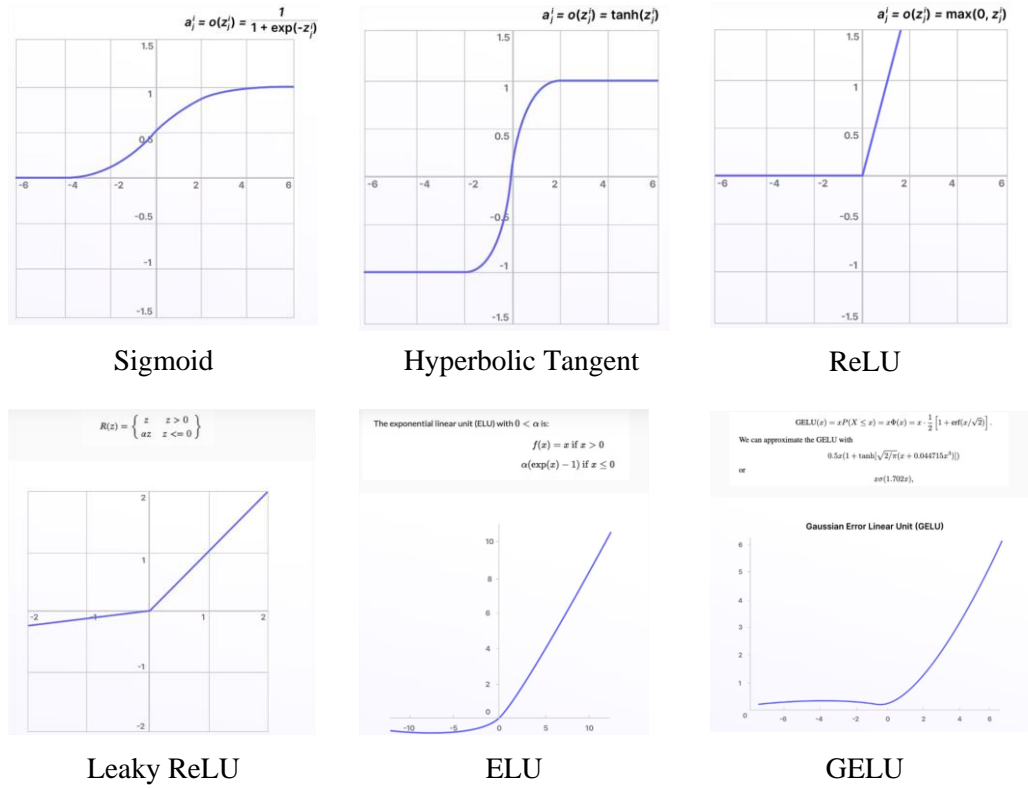 a_j^i = σ(z_j^i) = 1 / (1 + exp(-z_j^i))
1.5
1
0.5
-6 -4 -2 2 4 6
-0.5
-1
-1.5
Sigmoid
a_j^i = σ(z_j^i) = tanh(z_j^i)
1.5
1
0.5
-6 -4 -2 2 4 6
-0.5
-1
-1.5
Hyperbolic Tangent
a_j^i = σ(z_j^i) = max(0, z_j^i)
1.5
1
0.5
-6 -4 -2 2 4 6
-0.5
-1
-1.5
ReLU
R(z) = { z z > 0
αz z <= 0 }
2
1
-2 -1 1 2
-1
-2
Leaky ReLU
The exponential linear unit (ELU) with 0 < α is:
f(x) = x if x > 0
α(exp(x) − 1) if x ≤ 0
10
8
6
4
2
0
-10 -5 0 5 10
ELU
GELU(x) = xP(X ≤ x) = xΦ(x) = x · 1/2 [1 + erf(x/√2)].
We can approximate the GELU with
0.5x(1 + tanh[√2/π(x + 0.044715x³)])
or
xσ(1.702x),
Gaussian Error Linear Unit (GELU)
6
5
4
3
2
1
0 -6 -4 -2 0 2 4 6
GELU